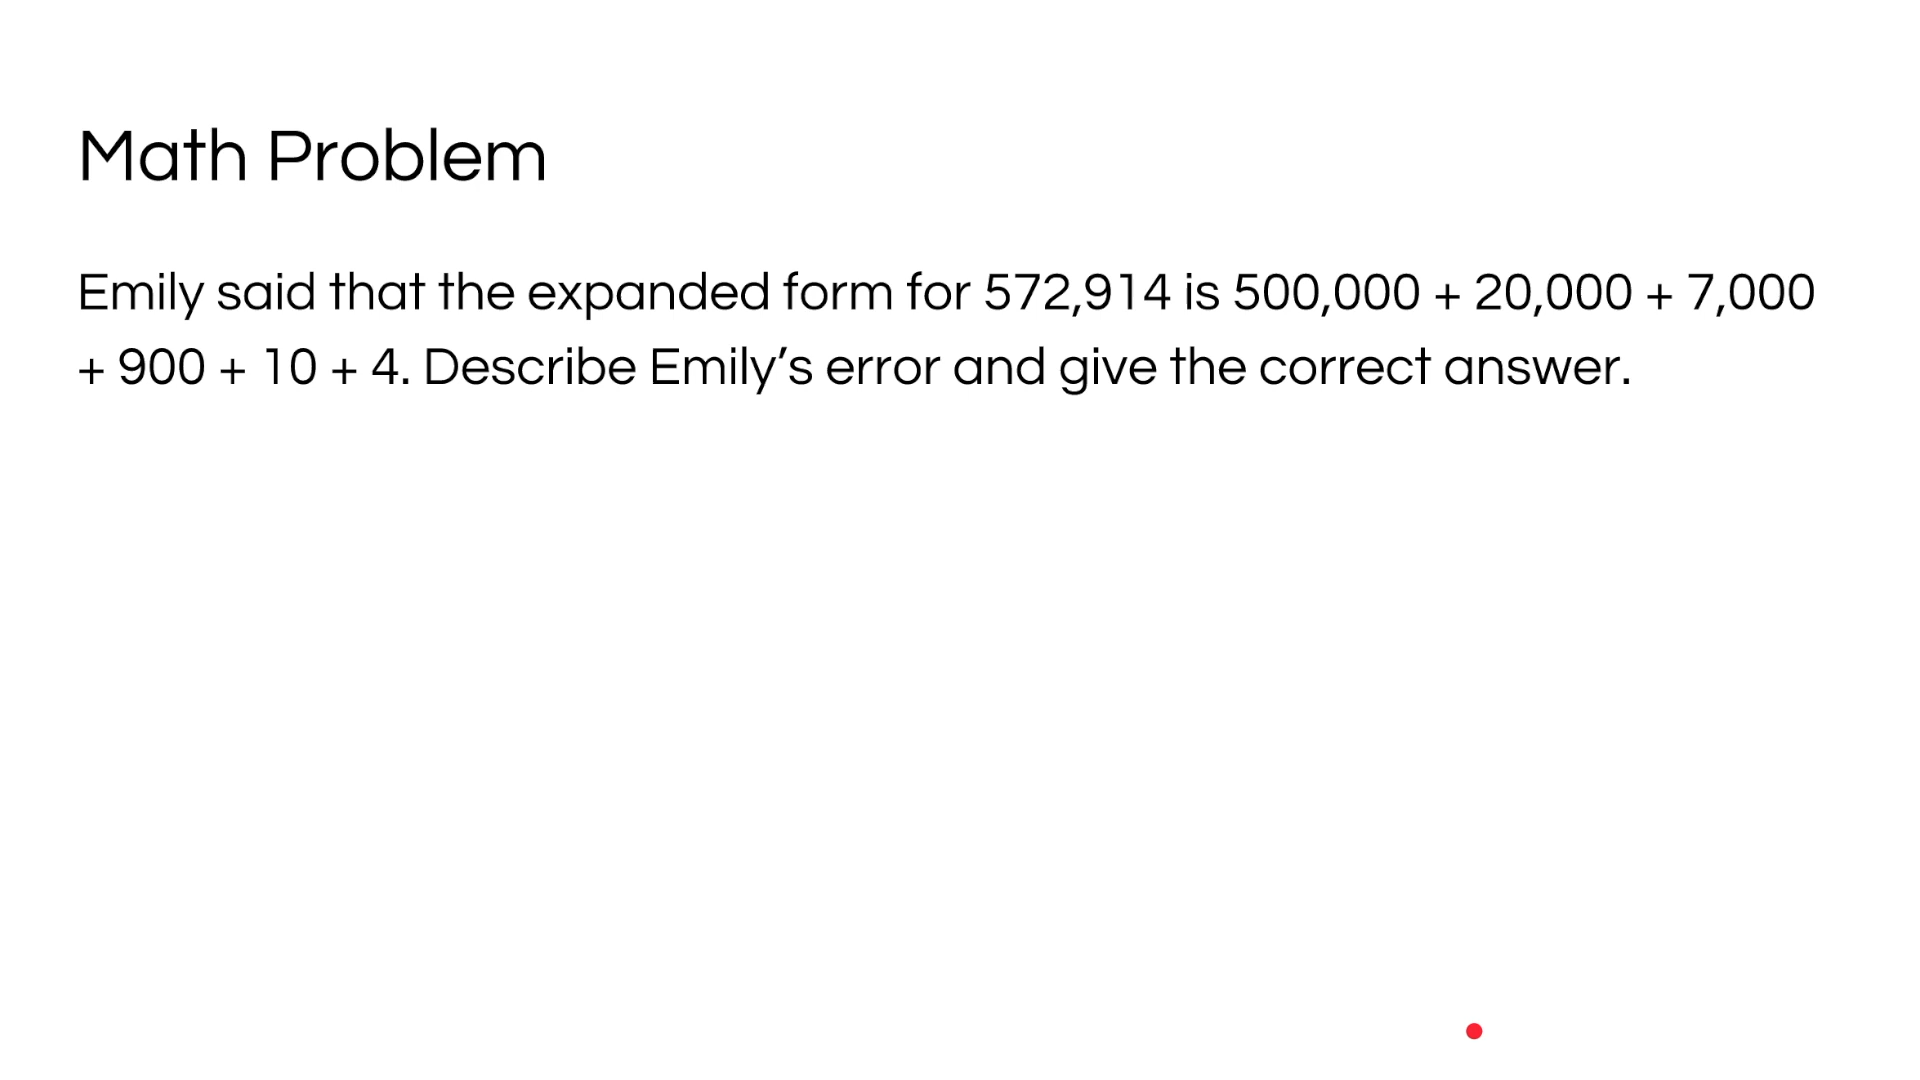 Math Problem
Emily said that the expanded form for 572,914 is 500,000 + 20,000 + 7,000
+ 900 + 10 + 4. Describe Emily’s error and give the correct answer.